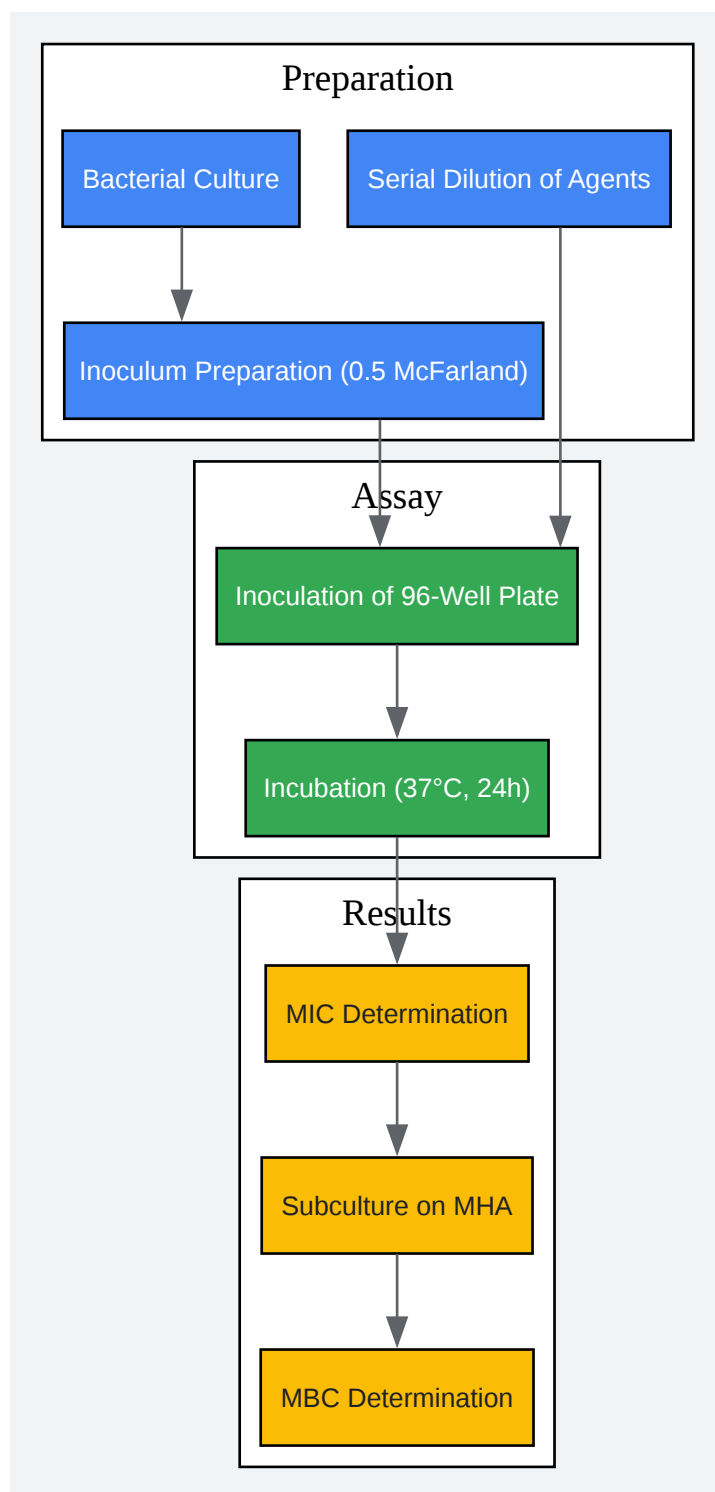 Preparation
Bacterial Culture
Serial Dilution of Agents
Inoculum Preparation (0.5 McFarland)
Assay
Inoculation of 96-Well Plate
Incubation (37°C, 24h)
Results
MIC Determination
Subculture on MHA
MBC Determination